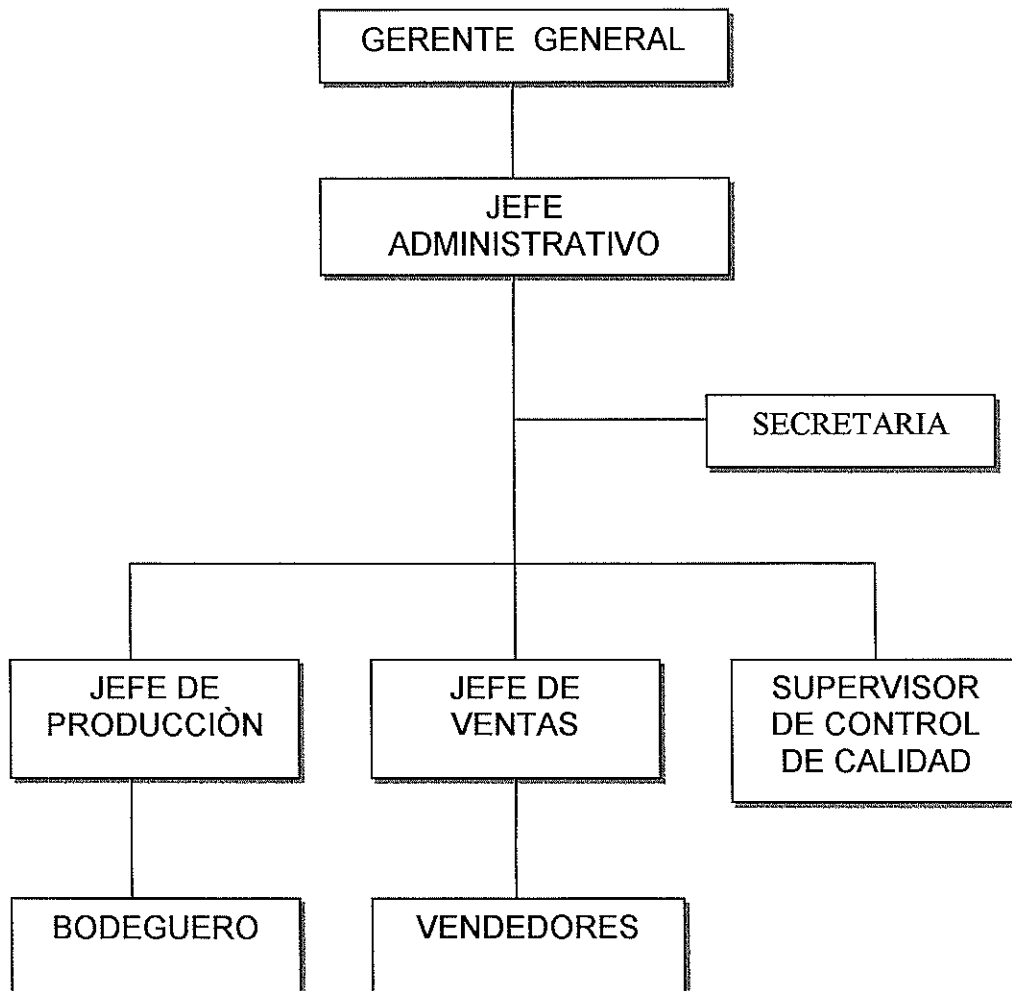 GERENTE GENERAL
JEFE
ADMINISTRATIVO
SECRETARIA
JEFE DE
PRODUCCIÒN
JEFE DE
VENTAS
SUPERVISOR
DE CONTROL
DE CALIDAD
BODEGUERO
VENDEDORES